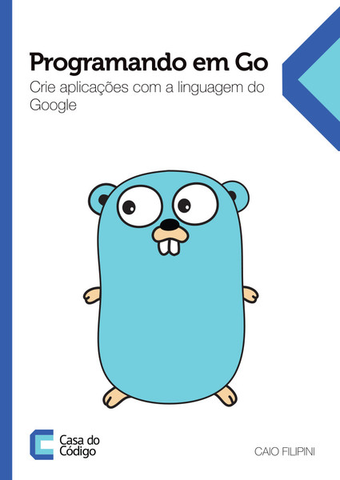 Programando em Go
Crie aplicações com a linguagem do
Google
Casa do
Código
CAIO FILIPINI